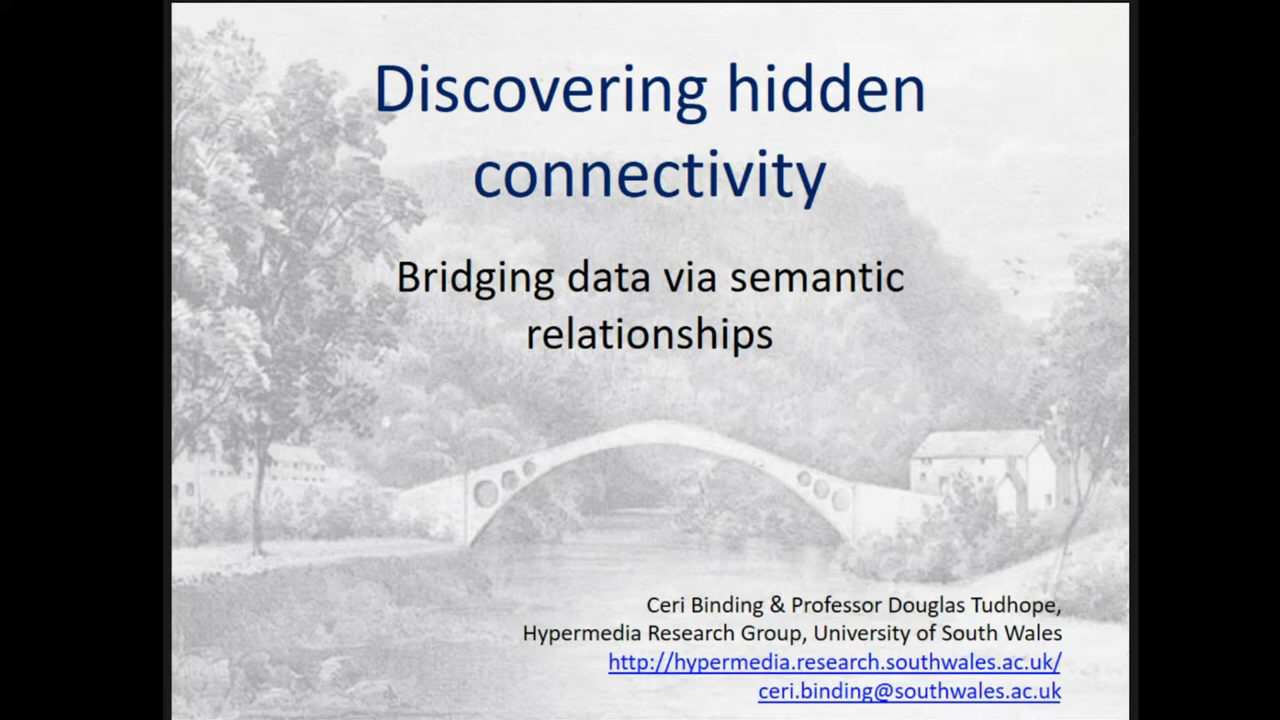 Discovering hidden
connectivity
Bridging data via semantic
relationships
Ceri Binding & Professor Douglas Tudhope,
Hypermedia Research Group, University of South Wales
http://hypermedia.research.southwales.ac.uk/
ceri.binding@southwales.ac.uk